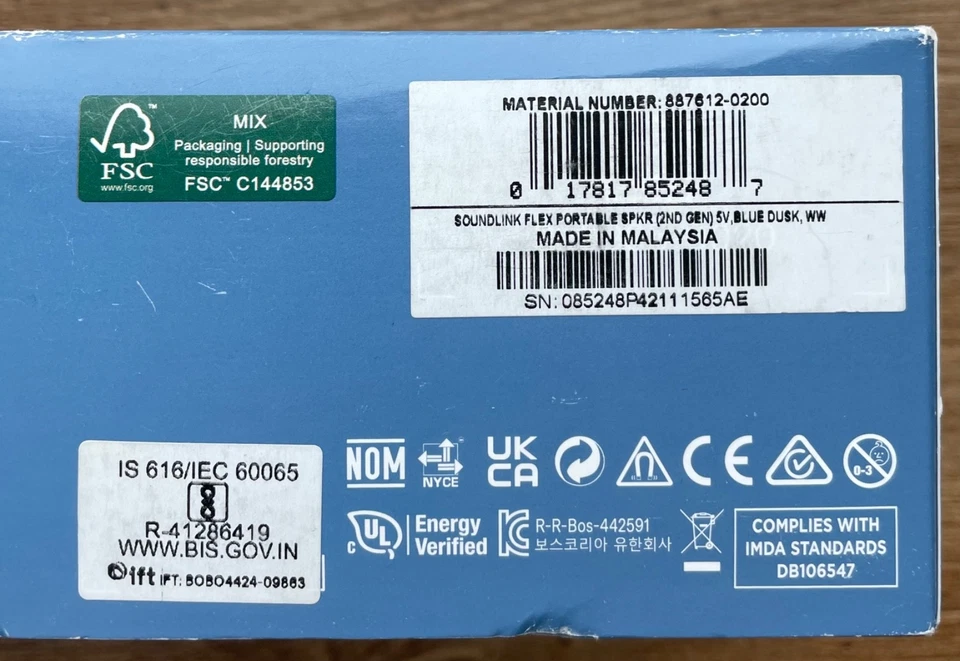 FSC
™
www.fsc.org
MIX
Packaging | Supporting
responsible forestry
FSC™ C144853
MATERIAL NUMBER: 887612-0200
0 17817 85248 7
SOUNDLINK FLEX PORTABLE SPKR (2ND GEN) 5V,BLUE DUSK, WW
MADE IN MALAYSIA
SN: 085248P42111565AE
IS 616/IEC 60065
R-41286419
WWW.BIS.GOV.IN
ift IFT: BOBO4424-09863
NOM
NYCE
UK
CA
CE
0-3
c UL Energy
Verified
R-R-Bos-442591
보스코리아 유한회사
COMPLIES WITH
IMDA STANDARDS
DB106547